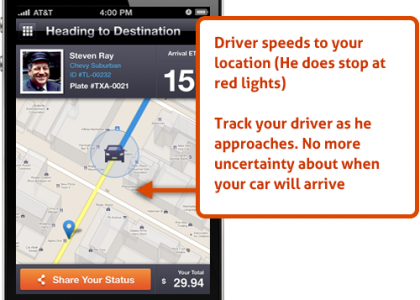 AT&T 4:00 PM
Heading to Destination
Steven Ray
Chevy Suburban
ID #TL-00232
Plate #TXA-0021
Arrival ET
15
Share Your Status
Your Total
$ 29.94
Driver speeds to your
location (He does stop at
red lights)
Track your driver as he
approaches. No more
uncertainty about when
your car will arrive